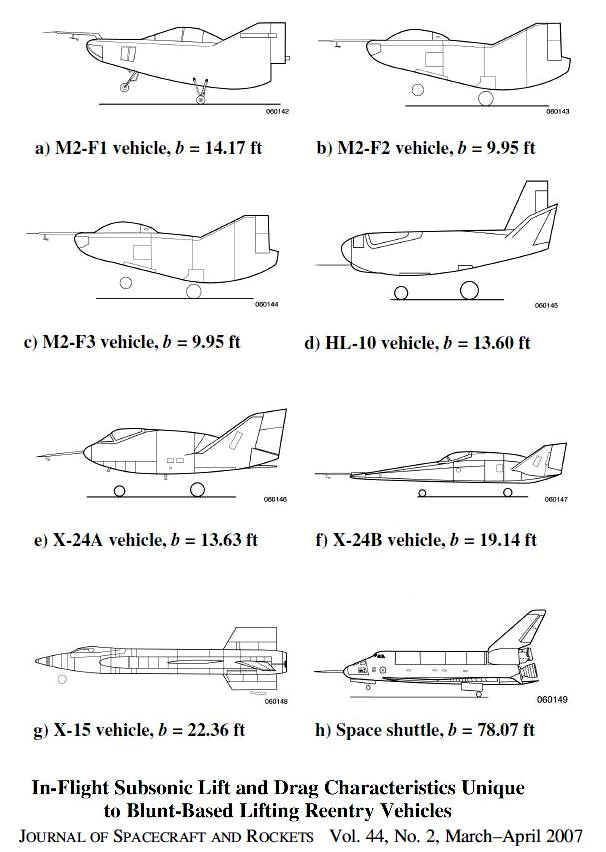 060142
060143
a) M2-F1 vehicle, b = 14.17 ft
b) M2-F2 vehicle, b = 9.95 ft
060144
060145
c) M2-F3 vehicle, b = 9.95 ft
d) HL-10 vehicle, b = 13.60 ft
060146
060147
e) X-24A vehicle, b = 13.63 ft
f) X-24B vehicle, b = 19.14 ft
060148
060149
g) X-15 vehicle, b = 22.36 ft
h) Space shuttle, b = 78.07 ft
In-Flight Subsonic Lift and Drag Characteristics Unique
to Blunt-Based Lifting Reentry Vehicles
JOURNAL OF SPACECRAFT AND ROCKETS Vol. 44, No. 2, March–April 2007